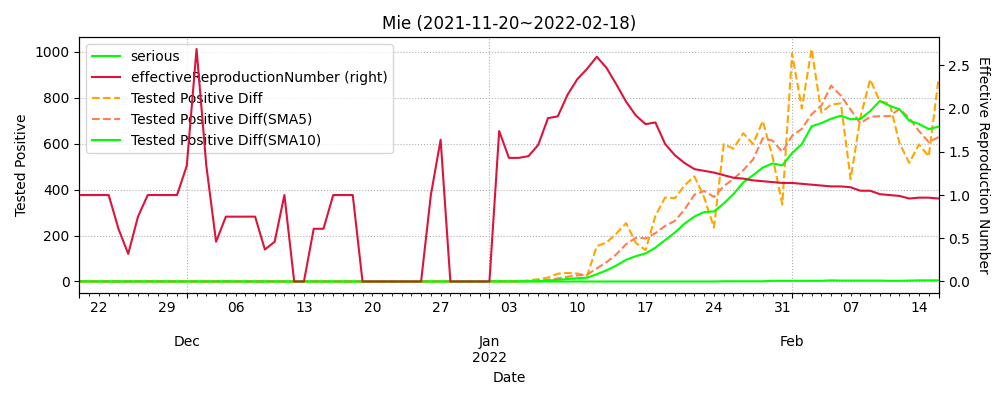 Mie (2021-11-20~2022-02-18)
serious
effectiveReproductionNumber (right)
Tested Positive Diff
Tested Positive Diff(SMA5)
Tested Positive Diff(SMA10)
Tested Positive
1000
800
600
400
200
0
Effective Reproduction Number
2.5
2.0
1.5
1.0
0.5
0.0
22 29 06 13 20 27 03 10 17 24 31 07 14
Dec Jan Feb
2022
Date